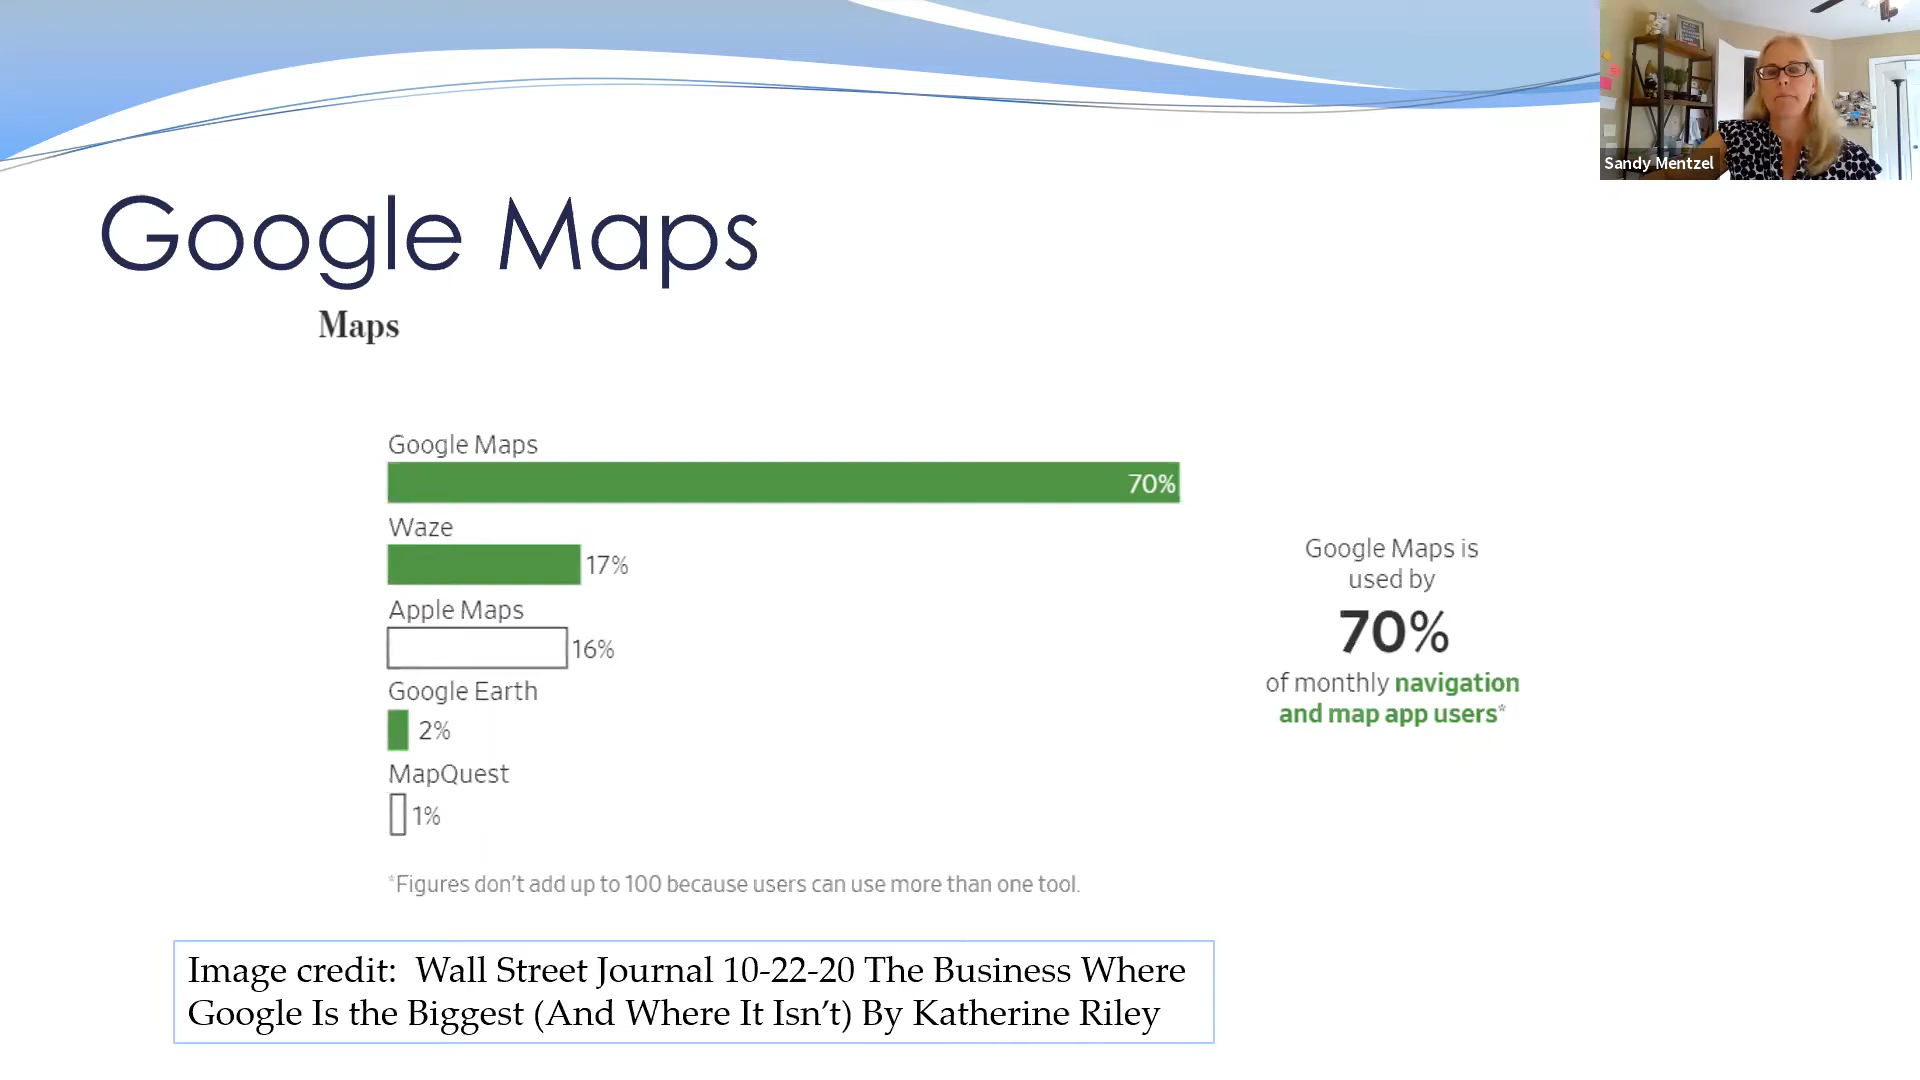 Sandy Mentzel
Google Maps
Maps
Google Maps
70%
Waze
17%
Apple Maps
16%
Google Earth
2%
MapQuest
1%
Google Maps is
used by
70%
of monthly navigation
and map app users*
*Figures don't add up to 100 because users can use more than one tool.
Image credit:  Wall Street Journal 10-22-20 The Business Where
Google Is the Biggest (And Where It Isn’t) By Katherine Riley